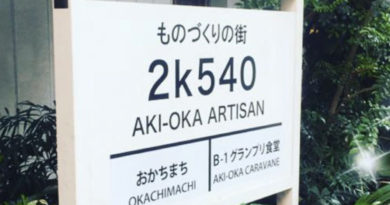 ものづくりの街
2k540
AKI-OKA ARTISAN
おかちまち
OKACHIMACHI
B-1グランプリ食堂
AKI-OKA CARAVANE